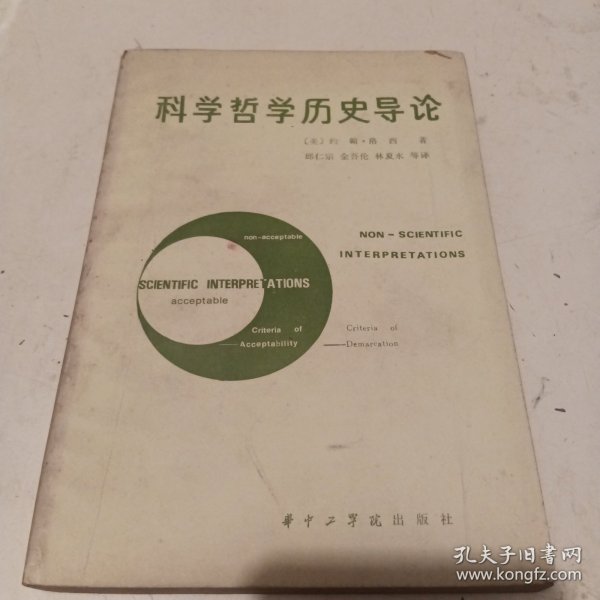 科学哲学历史导论
〔美〕约 翰·洛 西 著
邱仁宗 金吾伦 林夏水 等译
non-acceptable
NON - SCIENTIFIC
INTERPRETATIONS
SCIENTIFIC INTERPRETATIONS
acceptable
Criteria of
Acceptability
Criteria of
Demarcation
华中工学院出版社
孔夫子旧书网
www.kongfz.com